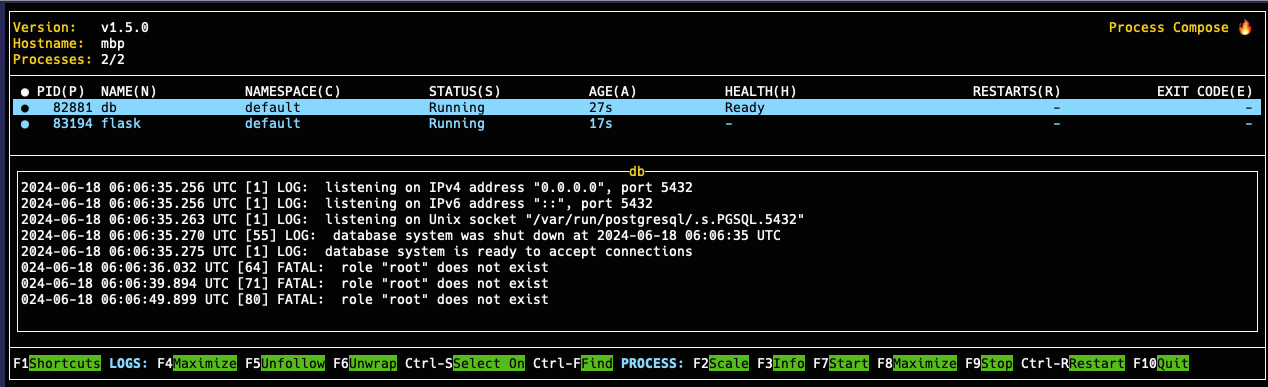 Version: v1.5.0 Process Compose 🔥
Hostname: mbp
Processes: 2/2
● PID(P) NAME(N) NAMESPACE(C) STATUS(S) AGE(A) HEALTH(H) RESTARTS(R) EXIT CODE(E)
● 82881 db default Running 27s Ready - -
● 83194 flask default Running 17s - - -
db
2024-06-18 06:06:35.256 UTC [1] LOG:  listening on IPv4 address "0.0.0.0", port 5432
2024-06-18 06:06:35.256 UTC [1] LOG:  listening on IPv6 address "::", port 5432
2024-06-18 06:06:35.263 UTC [1] LOG:  listening on Unix socket "/var/run/postgresql/.s.PGSQL.5432"
2024-06-18 06:06:35.270 UTC [55] LOG:  database system was shut down at 2024-06-18 06:06:35 UTC
2024-06-18 06:06:35.275 UTC [1] LOG:  database system is ready to accept connections
024-06-18 06:06:36.032 UTC [64] FATAL:  role "root" does not exist
024-06-18 06:06:39.894 UTC [71] FATAL:  role "root" does not exist
024-06-18 06:06:49.899 UTC [80] FATAL:  role "root" does not exist
F1Shortcuts LOGS: F4Maximize F5Unfollow F6Unwrap Ctrl-SSelect On Ctrl-FFind PROCESS: F2Scale F3Info F7Start F8Maximize F9Stop Ctrl-RRestart F10Quit